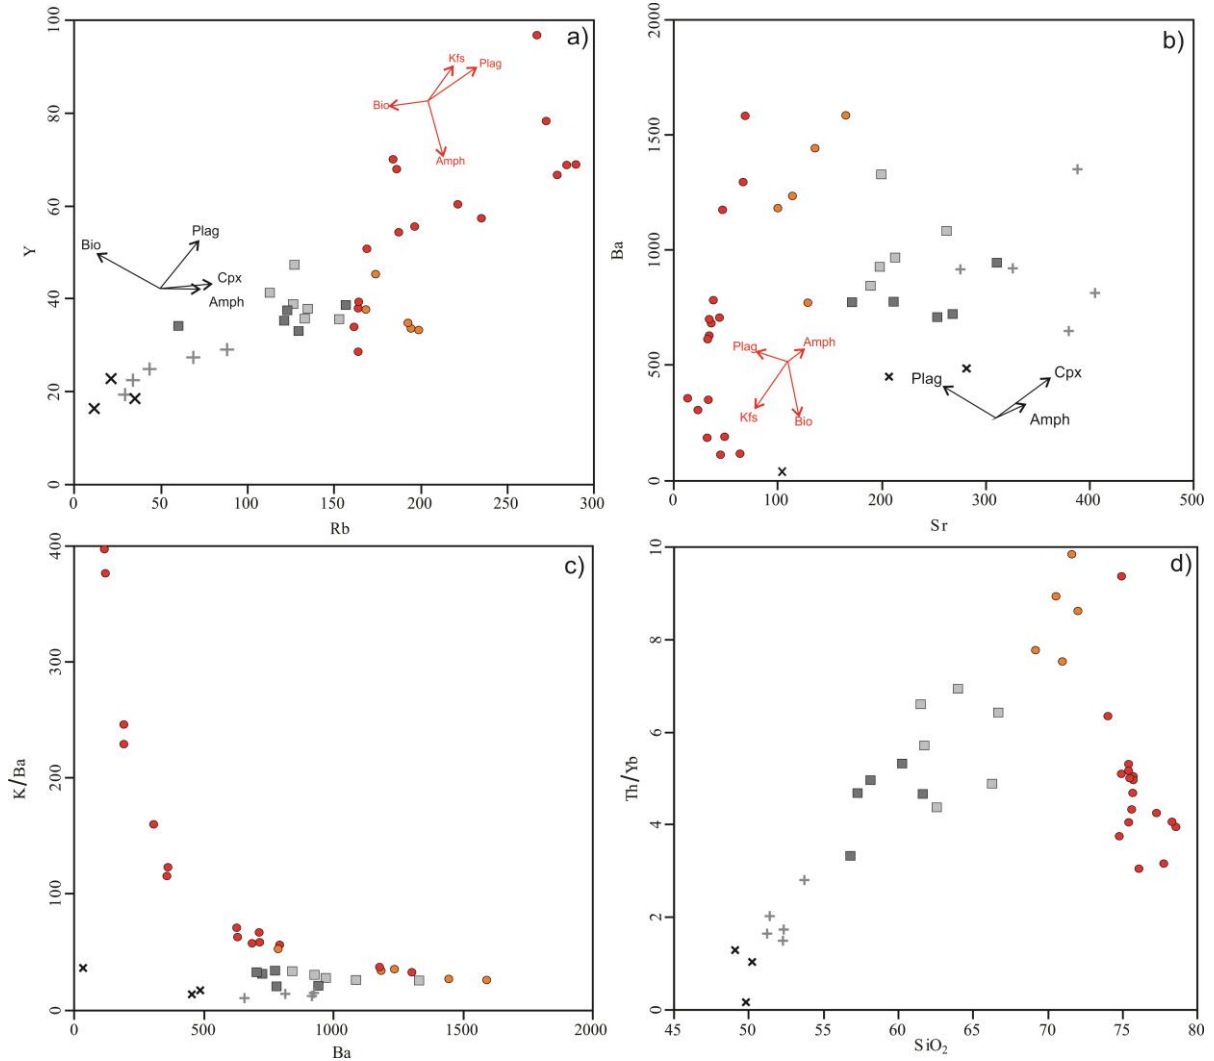 a)
100
80
60
40
20
0
Y
Kfs
Plag
Bio
Amph
Plag
Bio
Cpx
Amph
0 50 100 150 200 250 300
Rb
b)
2000
1500
1000
500
0
Ba
Plag
Amph
Kfs
Bio
Plag
Cpx
Amph
0 100 200 300 400 500
Sr
c)
400
300
200
100
0
K/Ba
0 500 1000 1500 2000
Ba
d)
10
8
6
4
2
0
Th/Yb
45 50 55 60 65 70 75 80
SiO₂